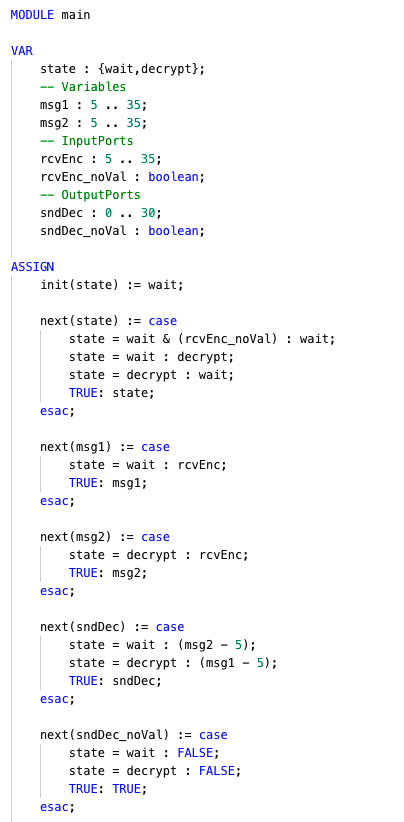 MODULE main
VAR
state : {wait,decrypt};
-- Variables
msg1 : 5 .. 35;
msg2 : 5 .. 35;
-- InputPorts
rcvEnc : 5 .. 35;
rcvEnc_noVal : boolean;
-- OutputPorts
sndDec : 0 .. 30;
sndDec_noVal : boolean;
ASSIGN
init(state) := wait;
next(state) := case
state = wait & (rcvEnc_noVal) : wait;
state = wait : decrypt;
state = decrypt : wait;
TRUE: state;
esac;
next(msg1) := case
state = wait : rcvEnc;
TRUE: msg1;
esac;
next(msg2) := case
state = decrypt : rcvEnc;
TRUE: msg2;
esac;
next(sndDec) := case
state = wait : (msg2 - 5);
state = decrypt : (msg1 - 5);
TRUE: sndDec;
esac;
next(sndDec_noVal) := case
state = wait : FALSE;
state = decrypt : FALSE;
TRUE: TRUE;
esac;